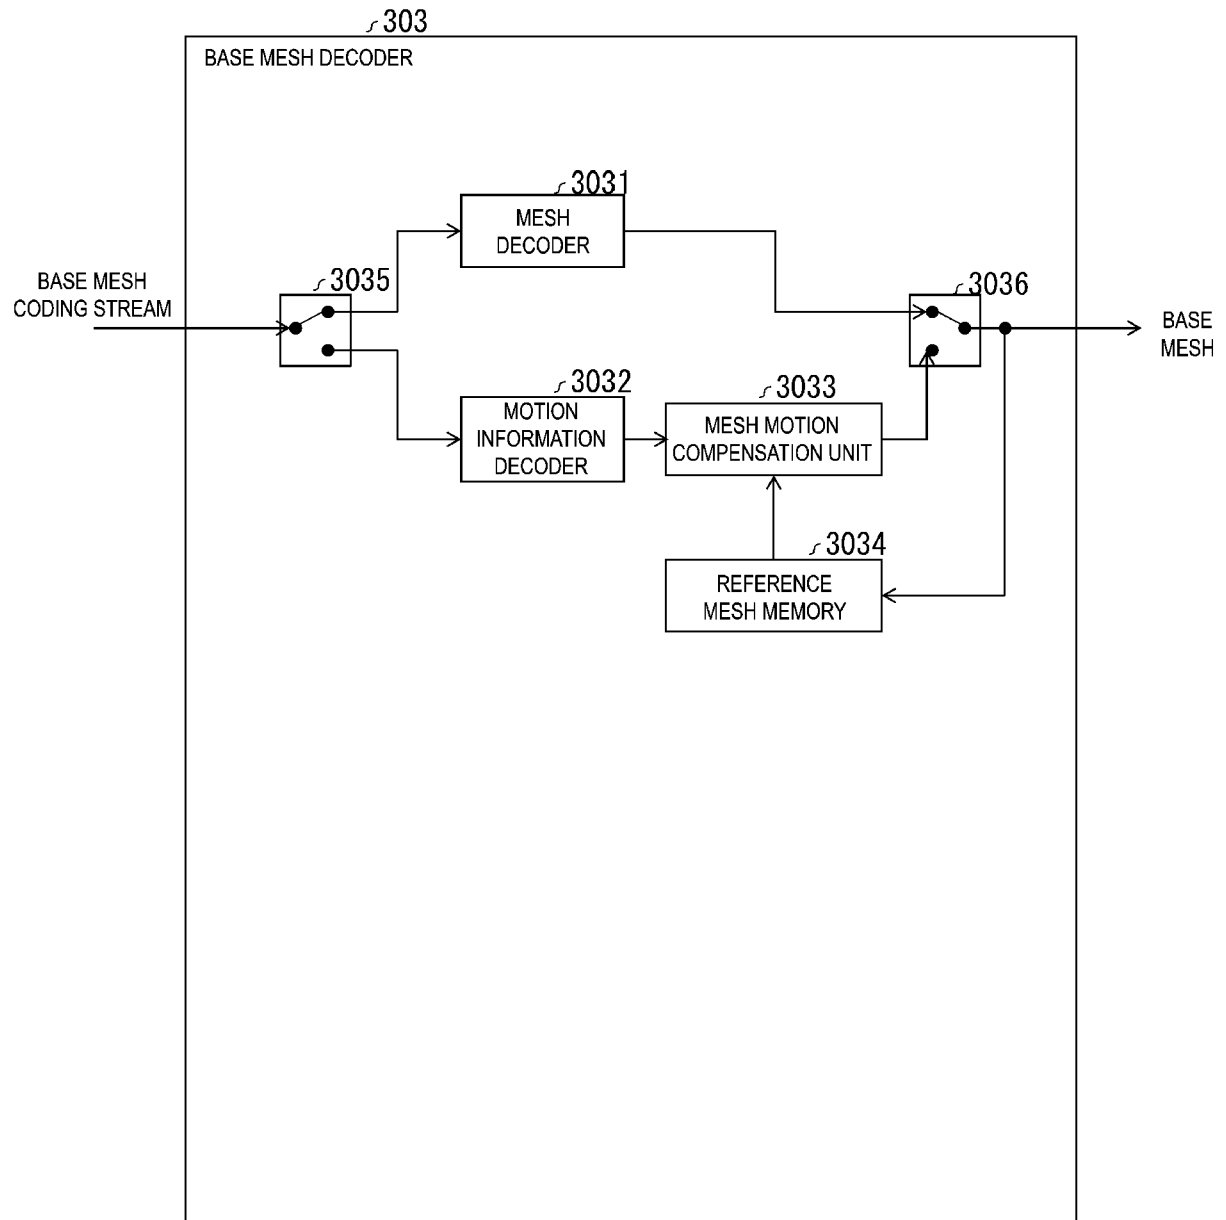 303
BASE MESH DECODER
3031
MESH
DECODER
BASE MESH
CODING STREAM
3035
3036
BASE
MESH
3032
MOTION
INFORMATION
DECODER
3033
MESH MOTION
COMPENSATION UNIT
3034
REFERENCE
MESH MEMORY